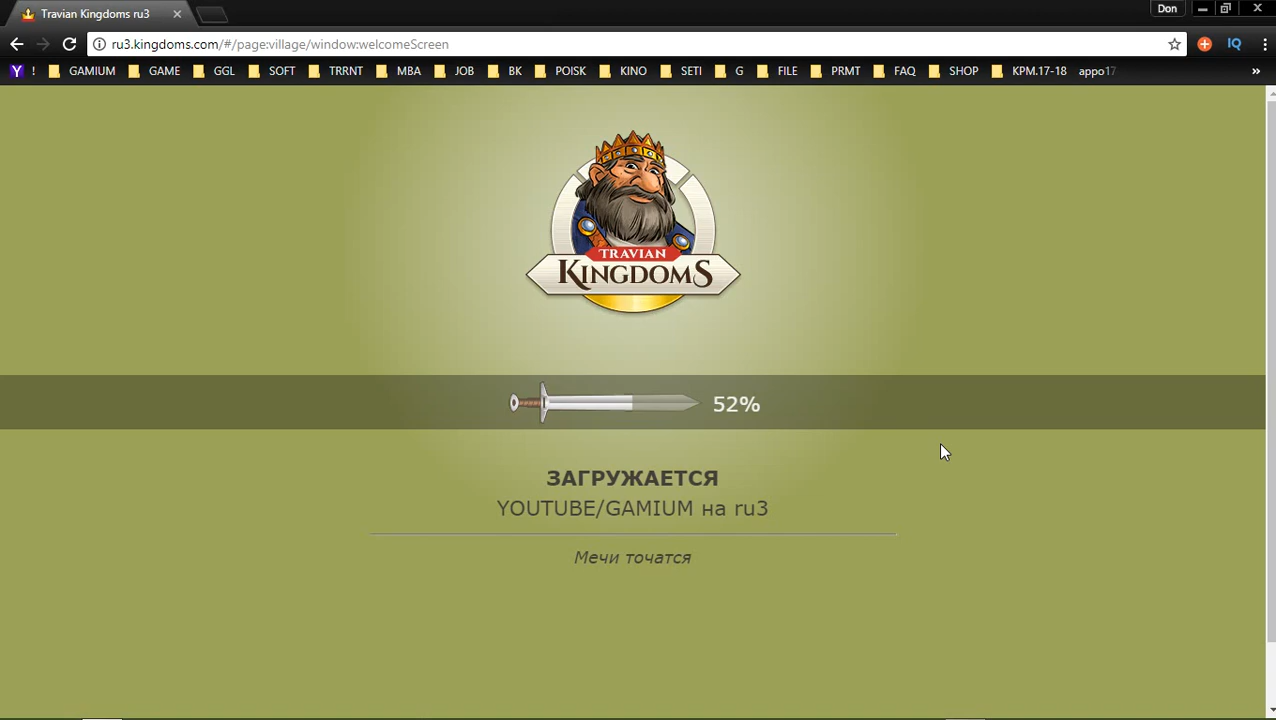 Travian Kingdoms ru3
Don
ru3.kingdoms.com/#/page:village/window:welcomeScreen
IQ
Y ! GAMIUM GAME GGL SOFT TRRNT MBA JOB BK POISK KINO SETI G FILE PRMT FAQ SHOP KPM.17-18 appo17 »
TRAVIAN
KINGDOMS
52%
ЗАГРУЖАЕТСЯ
YOUTUBE/GAMIUM на ru3
Мечи точатся